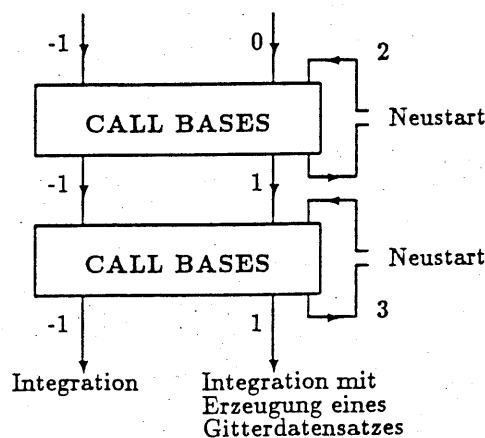 -1
0
2
CALL BASES
Neustart
-1
1
CALL BASES
Neustart
-1
1
3
Integration
Integration mit
Erzeugung eines
Gitterdatensatzes